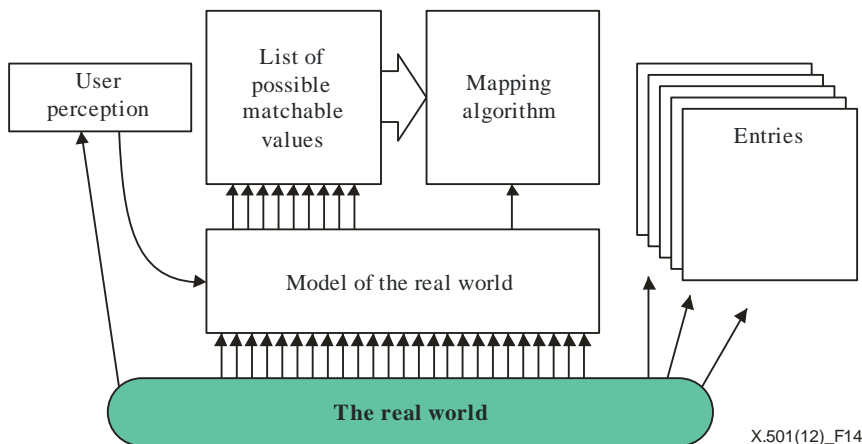 User
perception
List of
possible
matchable
values
Mapping
algorithm
Entries
Model of the real world
The real world
X.501(12)_F14